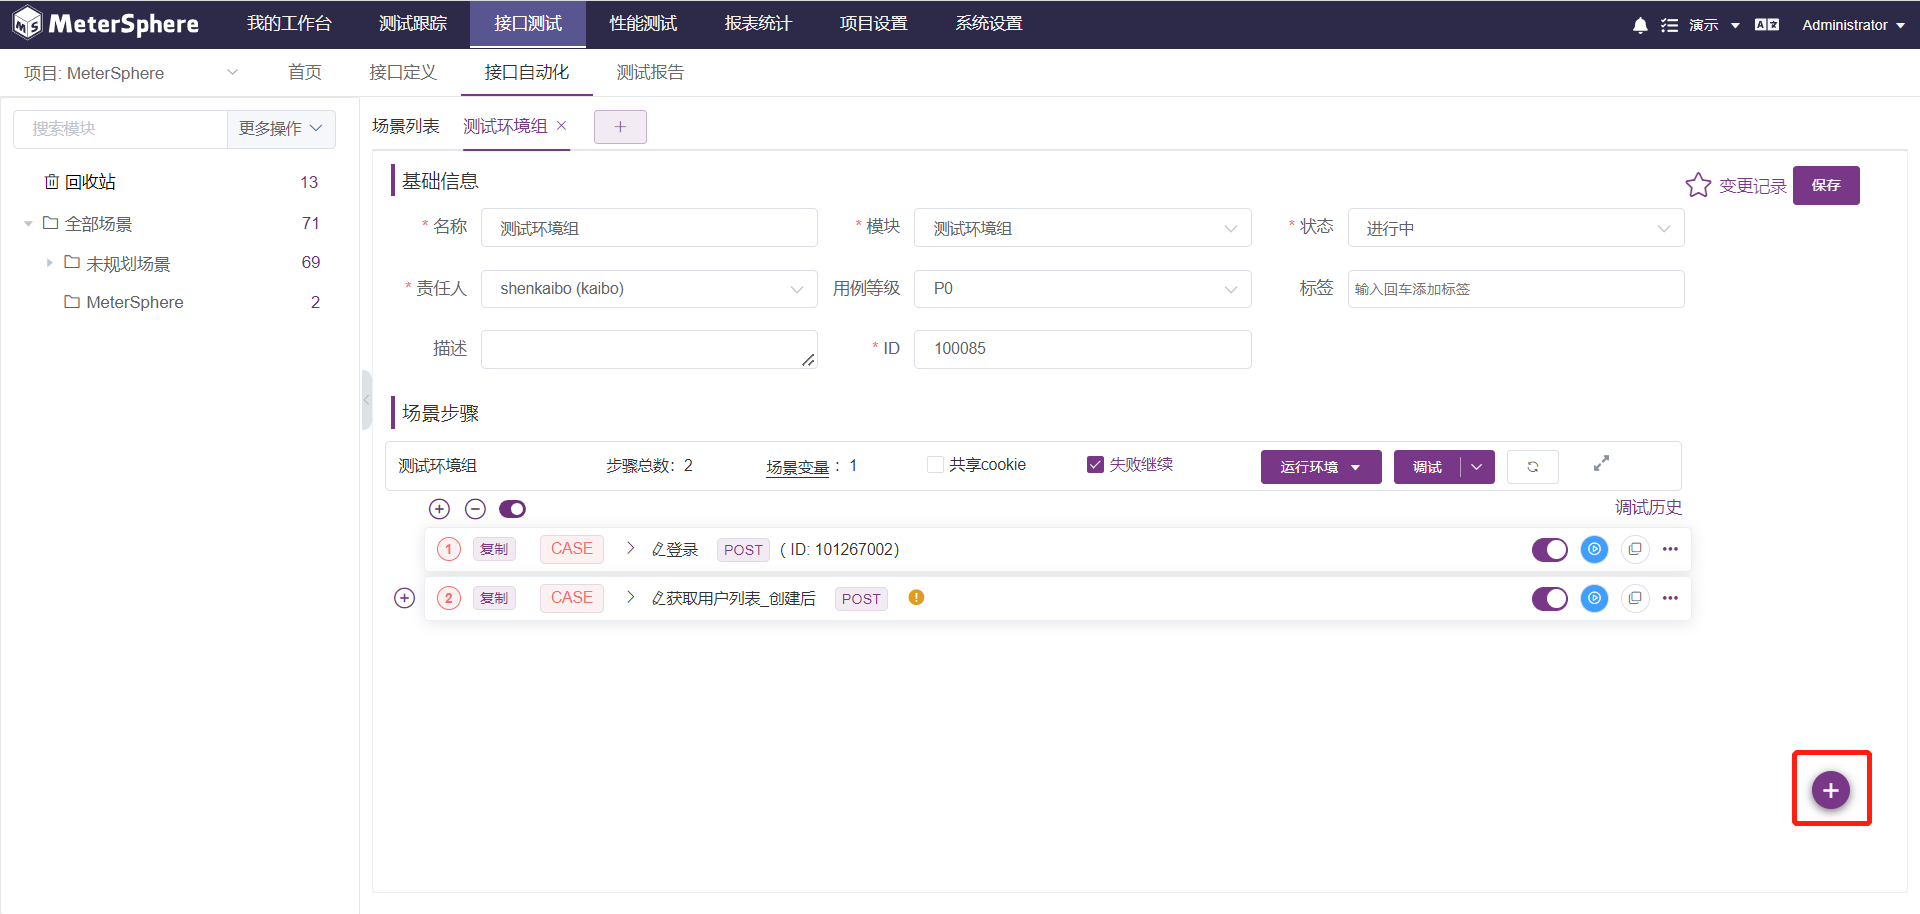 MeterSphere 我的工作台 测试跟踪 接口测试 性能测试 报表统计 项目设置 系统设置 演示 Administrator
项目: MeterSphere 首页 接口定义 接口自动化 测试报告
搜索模块 更多操作
回收站 13
全部场景 71
未规划场景 69
MeterSphere 2
场景列表 测试环境组 × +
基础信息 变更记录 保存
* 名称 测试环境组 * 模块 测试环境组 * 状态 进行中
* 责任人 shenkaibo (kaibo) 用例等级 P0 标签 输入回车添加标签
描述 * ID 100085
场景步骤
测试环境组 步骤总数: 2 场景变量 : 1 共享cookie 失败继续 运行环境 调试
调试历史
1 复制 CASE 登录 POST ( ID: 101267002)
2 复制 CASE 获取用户列表_创建后 POST